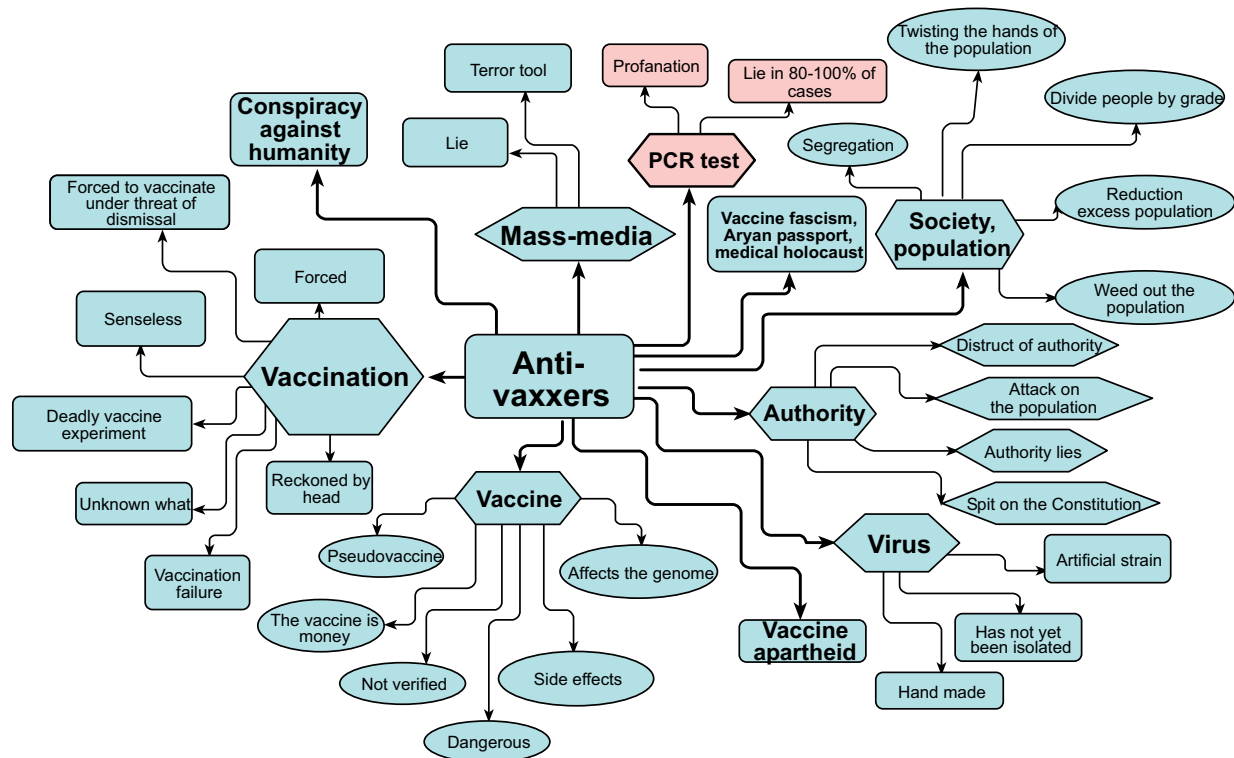 Twisting the hands of
the population
Terror tool
Profanation
Lie in 80-100% of
cases
Divide people by grade
Conspiracy
against
humanity
Lie
PCR test
Segregation
Forced to vaccinate
under threat of
dismissal
Mass-media
Vaccine fascism,
Aryan passport,
medical holocaust
Society,
population
Reduction
excess population
Forced
Weed out the
population
Senseless
Vaccination
Anti-
vaxxers
Distruct of authority
Deadly vaccine
experiment
Authority
Attack on
the population
Authority lies
Reckoned by
head
Unknown what
Vaccine
Spit on the Constitution
Pseudovaccine
Affects the genome
Virus
Artificial strain
Vaccination
failure
The vaccine is
money
Vaccine
apartheid
Has not yet
been isolated
Not verified
Side effects
Hand made
Dangerous